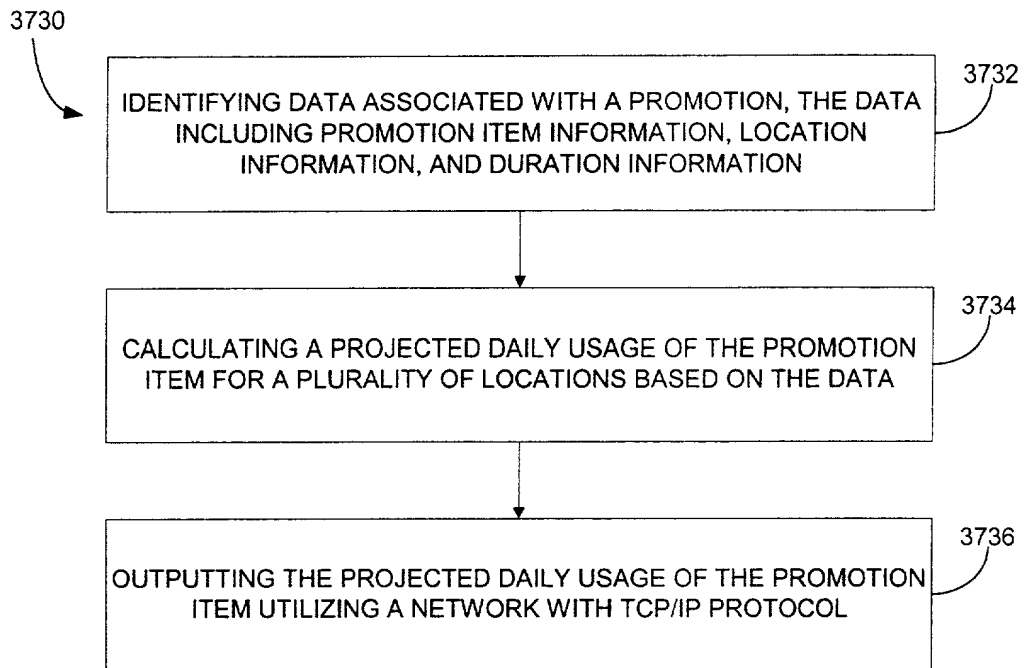 3730
3732
IDENTIFYING DATA ASSOCIATED WITH A PROMOTION, THE DATA
INCLUDING PROMOTION ITEM INFORMATION, LOCATION
INFORMATION, AND DURATION INFORMATION
3734
CALCULATING A PROJECTED DAILY USAGE OF THE PROMOTION
ITEM FOR A PLURALITY OF LOCATIONS BASED ON THE DATA
3736
OUTPUTTING THE PROJECTED DAILY USAGE OF THE PROMOTION
ITEM UTILIZING A NETWORK WITH TCP/IP PROTOCOL